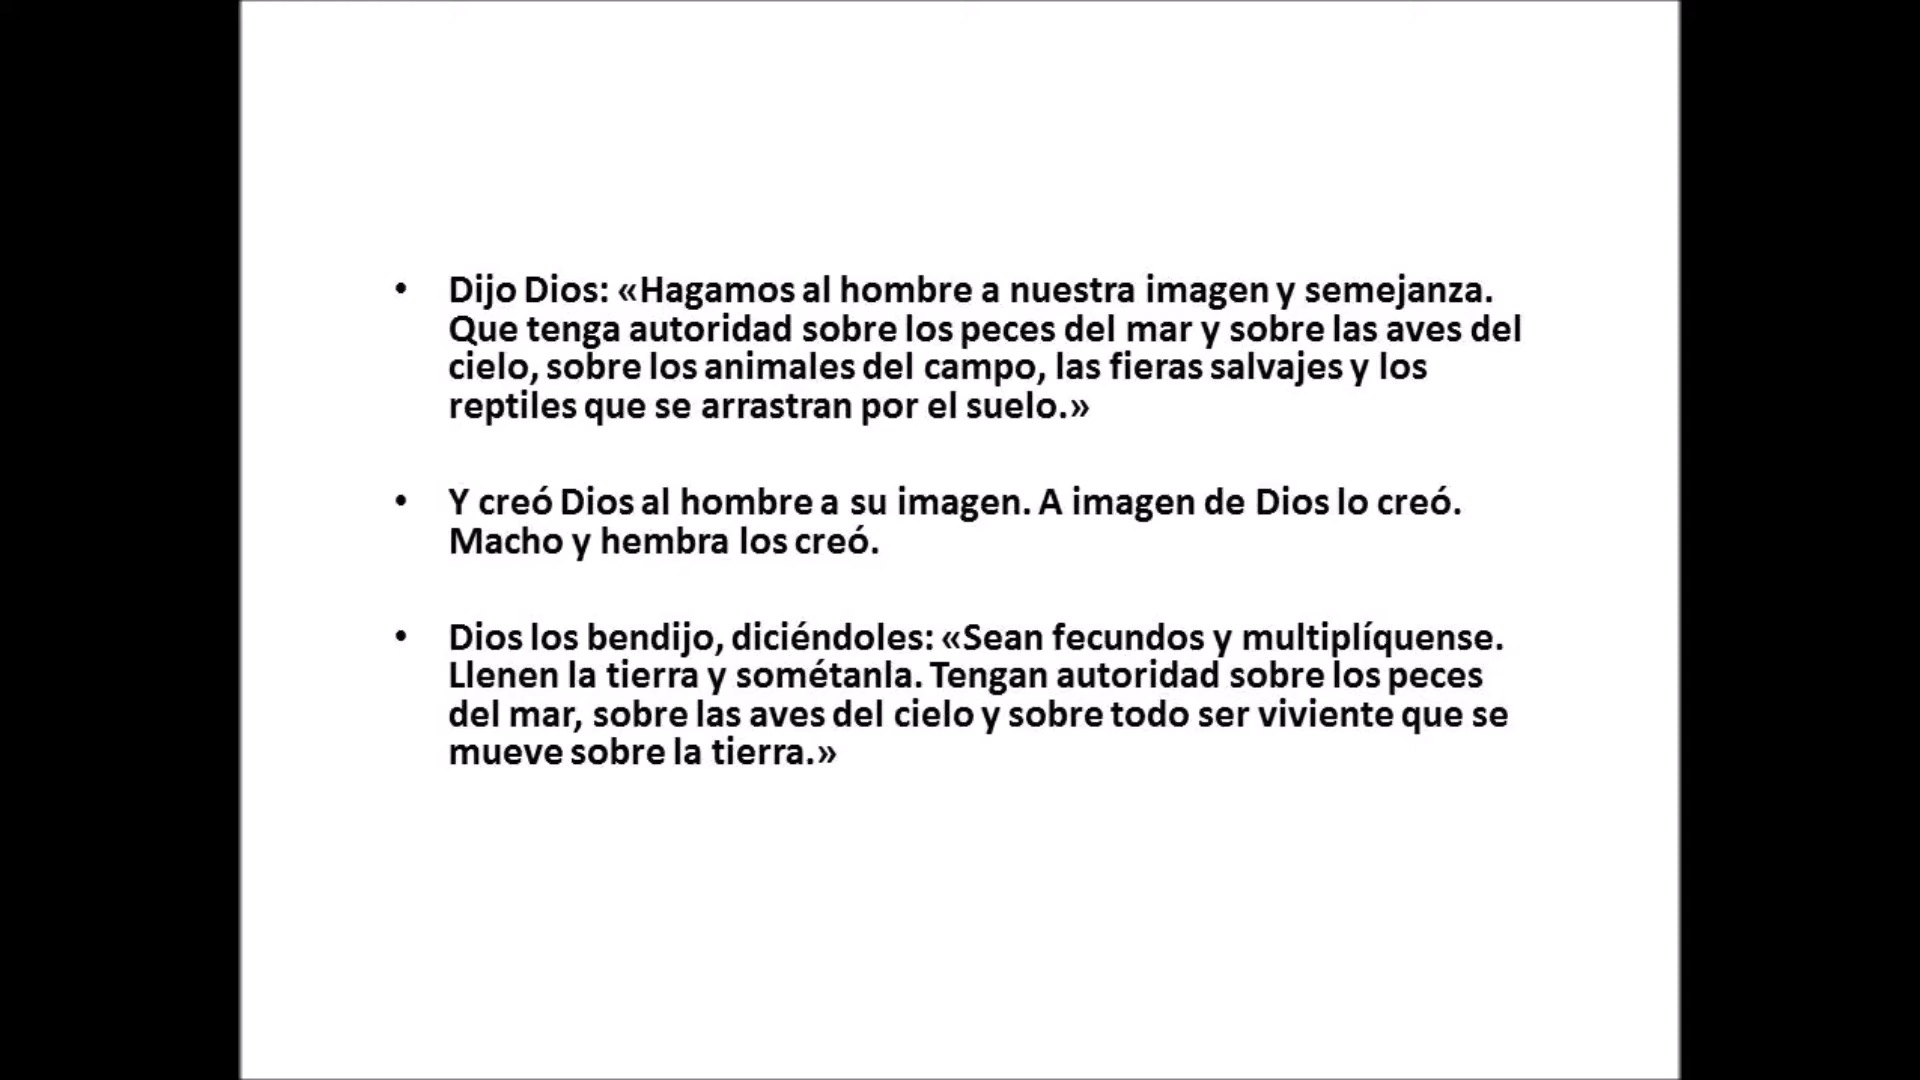 • Dijo Dios: «Hagamos al hombre a nuestra imagen y semejanza.
Que tenga autoridad sobre los peces del mar y sobre las aves del
cielo, sobre los animales del campo, las fieras salvajes y los
reptiles que se arrastran por el suelo.»
• Y creó Dios al hombre a su imagen. A imagen de Dios lo creó.
Macho y hembra los creó.
• Dios los bendijo, diciéndoles: «Sean fecundos y multiplíquense.
Llenen la tierra y sométanla. Tengan autoridad sobre los peces
del mar, sobre las aves del cielo y sobre todo ser viviente que se
mueve sobre la tierra.»